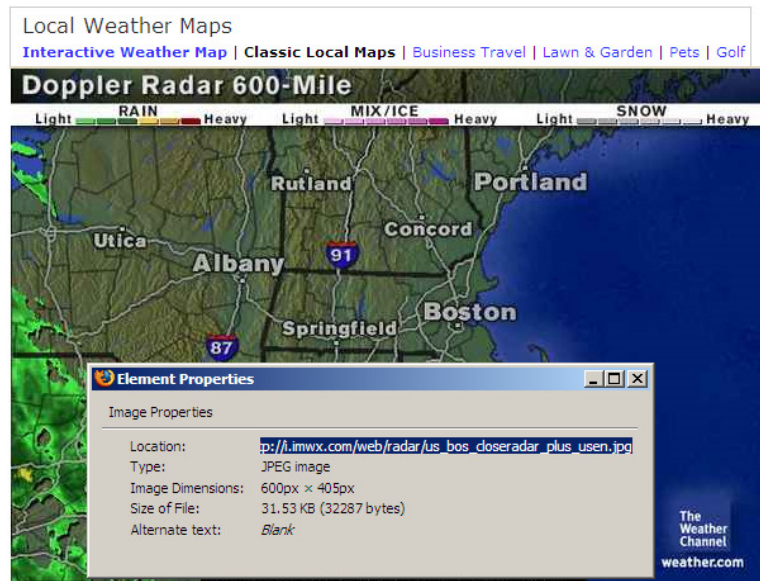 Local Weather Maps
Interactive Weather Map | Classic Local Maps | Business Travel | Lawn & Garden | Pets | Golf
Doppler Radar 600-Mile
RAIN MIX/ICE SNOW
Light Heavy Light Heavy Light Heavy
Rutland Portland
Concord
Utica
91
Albany
Boston
Springfield
87
Element Properties
Image Properties
Location: tp://i.imwx.com/web/radar/us_bos_closeradar_plus_usen.jpg
Type: JPEG image
Image Dimensions: 600px × 405px
Size of File: 31.53 KB (32287 bytes)
Alternate text: Blank
The
Weather
Channel
weather.com